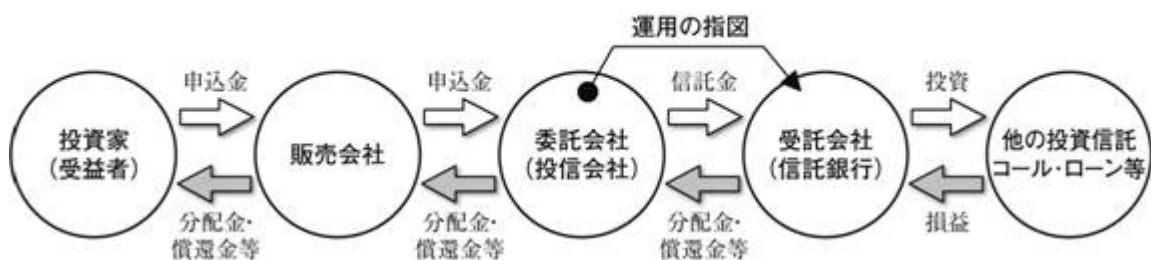 運用の指図
申込金
申込金
信託金
投資
投資家
(受益者)
販売会社
委託会社
(投信会社)
受託会社
(信託銀行)
他の投資信託
コール・ローン等
分配金・
償還金等
分配金・
償還金等
分配金・
償還金等
損益